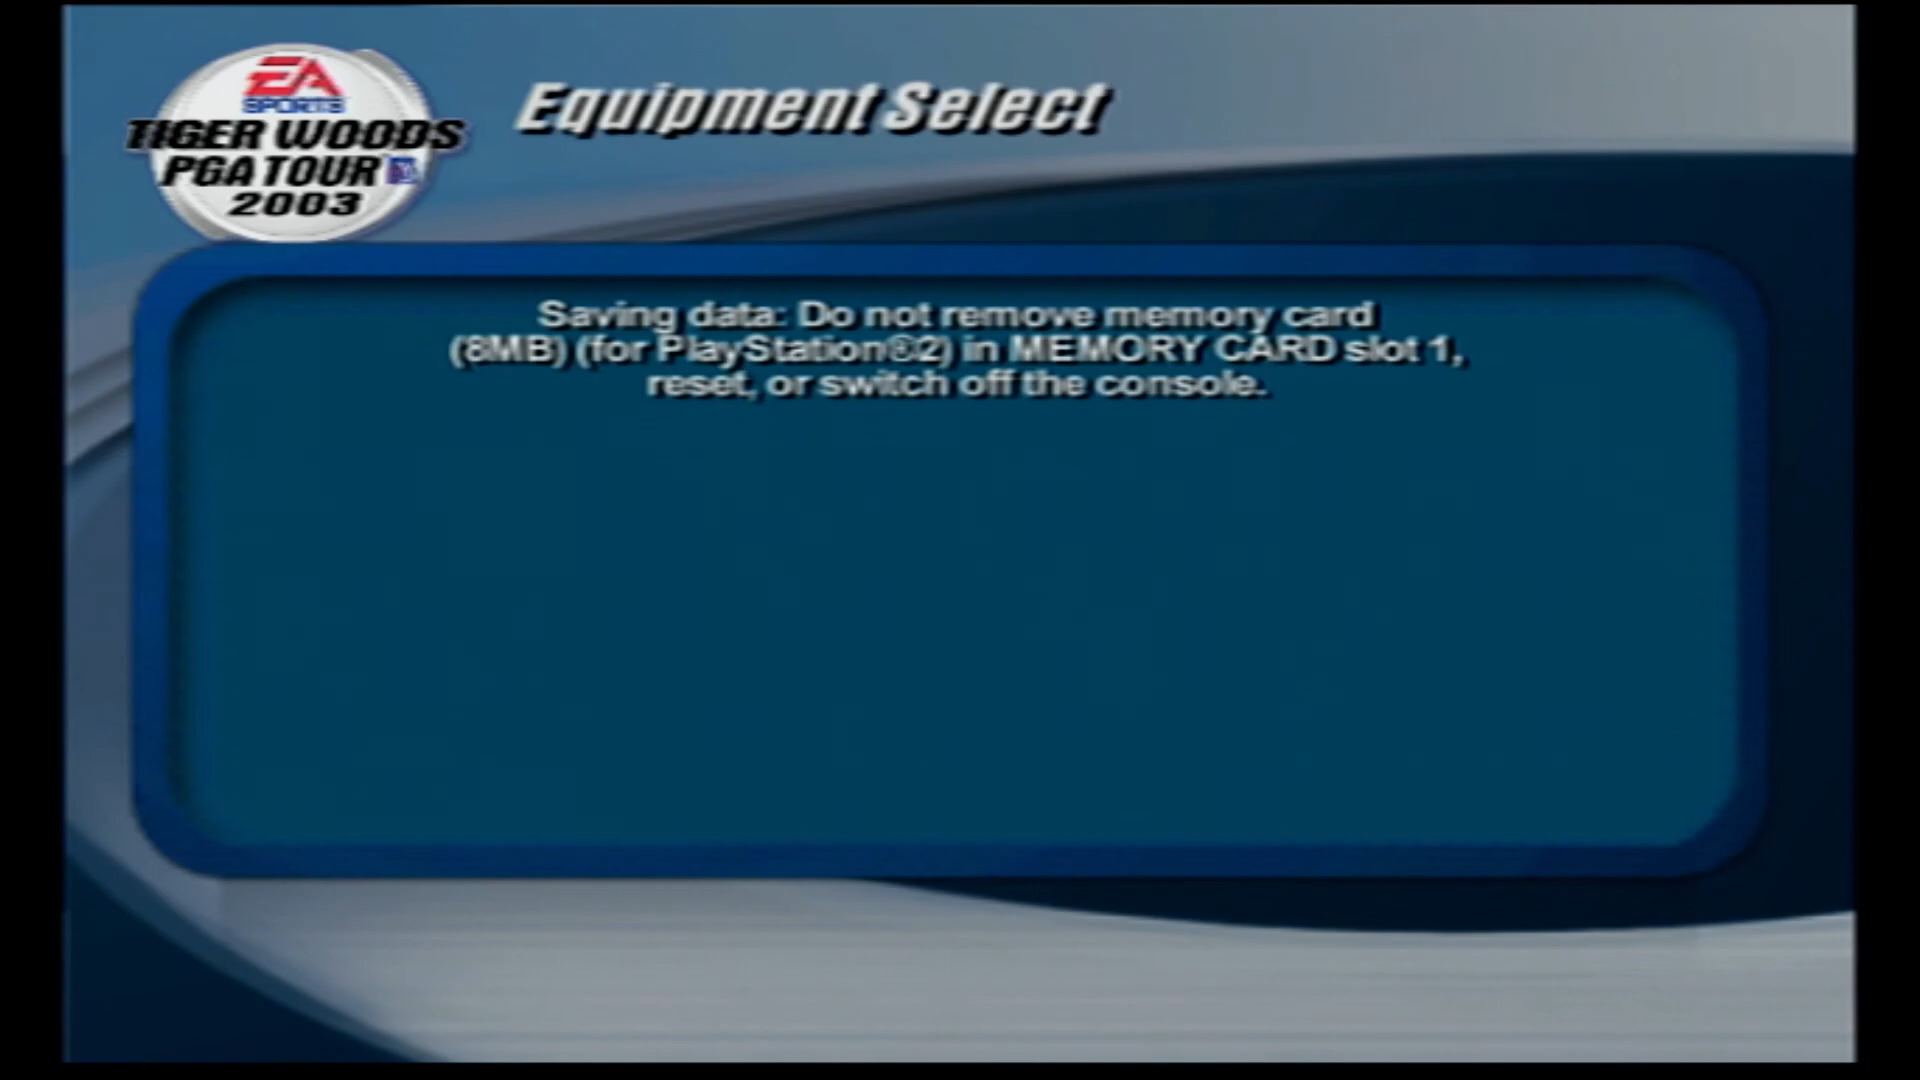 EA
SPORTS
TIGER WOODS
PGA TOUR
2003
Equipment Select
Saving data: Do not remove memory card
(8MB) (for PlayStation®2) in MEMORY CARD slot 1,
reset, or switch off the console.